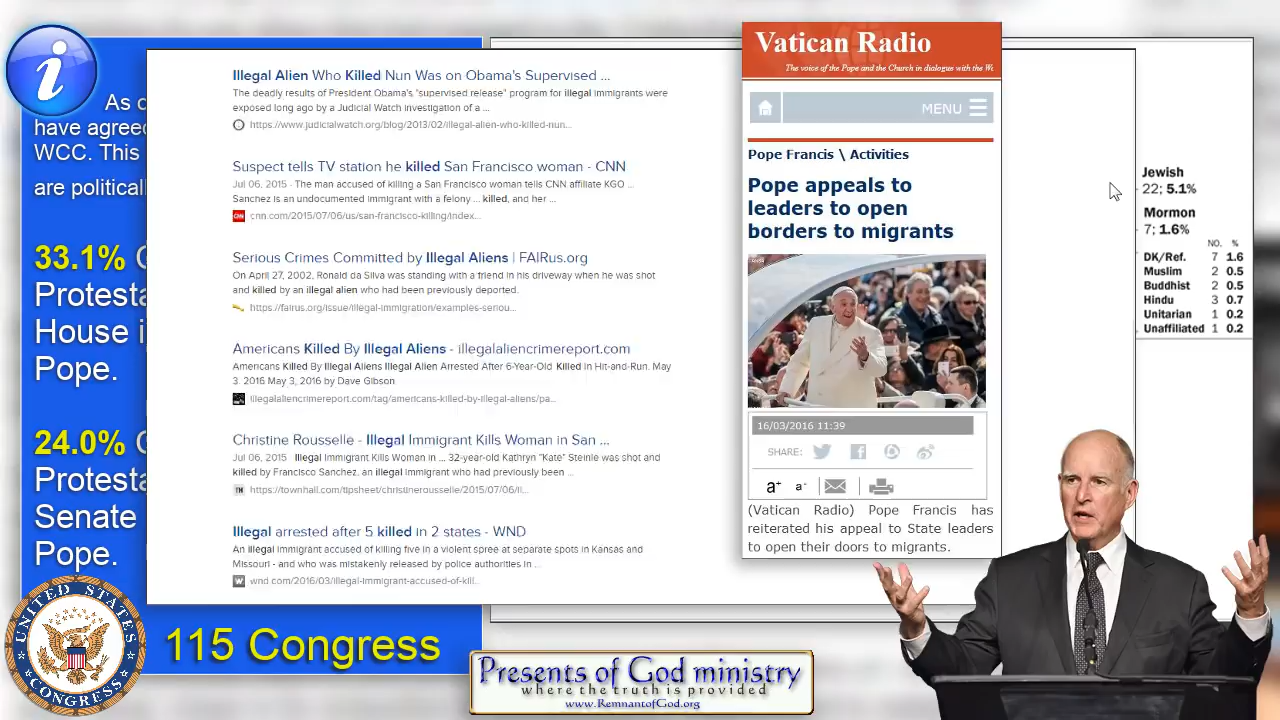 As
have agreed
WCC. This
are political
33.1%
Protesta
House i
Pope.
24.0%
Protesta
Senate
Pope.
115 Congress
UNITED STATES
CONGRESS
Illegal Alien Who Killed Nun Was on Obama's Supervised ...
The deadly results of President Obama's "supervised release" program for illegal immigrants were
exposed long ago by a Judicial Watch investigation of a ...
https://www.judicialwatch.org/blog/2013/02/illegal-alien-who-killed-nun...
Suspect tells TV station he killed San Francisco woman - CNN
Jul 06, 2015 · The man accused of killing a San Francisco woman tells CNN affiliate KGO ...
Sanchez is an undocumented immigrant with a felony ... killed, and her ...
cnn.com/2015/07/06/us/san-francisco-killing/index...
Serious Crimes Committed by Illegal Aliens | FAIRus.org
On April 27, 2002, Ronald da Silva was standing with a friend in his driveway when he was shot
and killed by an illegal alien who had been previously deported.
https://fairus.org/issue/illegal-immigration/examples-seriou...
Americans Killed By Illegal Aliens - illegalaliencrimereport.com
Americans Killed By Illegal Aliens Illegal Alien Arrested After 6-Year-Old Killed in Hit-and-Run. May
3. 2016 May 3, 2016 by Dave Gibson
illegalaliencrimereport.com/tag/americans-killed-by-illegal-aliens/pa...
Christine Rousselle - Illegal Immigrant Kills Woman in San ...
Jul 06, 2015 · Illegal Immigrant Kills Woman in ... 32-year-old Kathryn "Kate" Steinle was shot and
killed by Francisco Sanchez, an illegal immigrant who had previously been ...
https://townhall.com/tipsheet/christinerousselle/2015/07/06/il...
Illegal arrested after 5 killed in 2 states - WND
An illegal immigrant accused of killing five in a violent spree at separate spots in Kansas and
Missouri - and who was mistakenly released by police authorities in ...
wnd.com/2016/03/illegal-immigrant-accused-of-kill...
Vatican Radio
The voice of the Pope and the Church in dialogue with the W
MENU
Pope Francis \ Activities
Pope appeals to
leaders to open
borders to migrants
16/03/2016 11:39
SHARE:
a+ a-
(Vatican Radio) Pope Francis has
reiterated his appeal to State leaders
to open their doors to migrants.
Jewish
22; 5.1%
Mormon
7; 1.6%
NO. %
DK/Ref. 7 1.6
Muslim 2 0.5
Buddhist 2 0.5
Hindu 3 0.7
Unitarian 1 0.2
Unaffiliated 1 0.2
Presents of God ministry
where the truth is provided
www.RemnantofGod.org